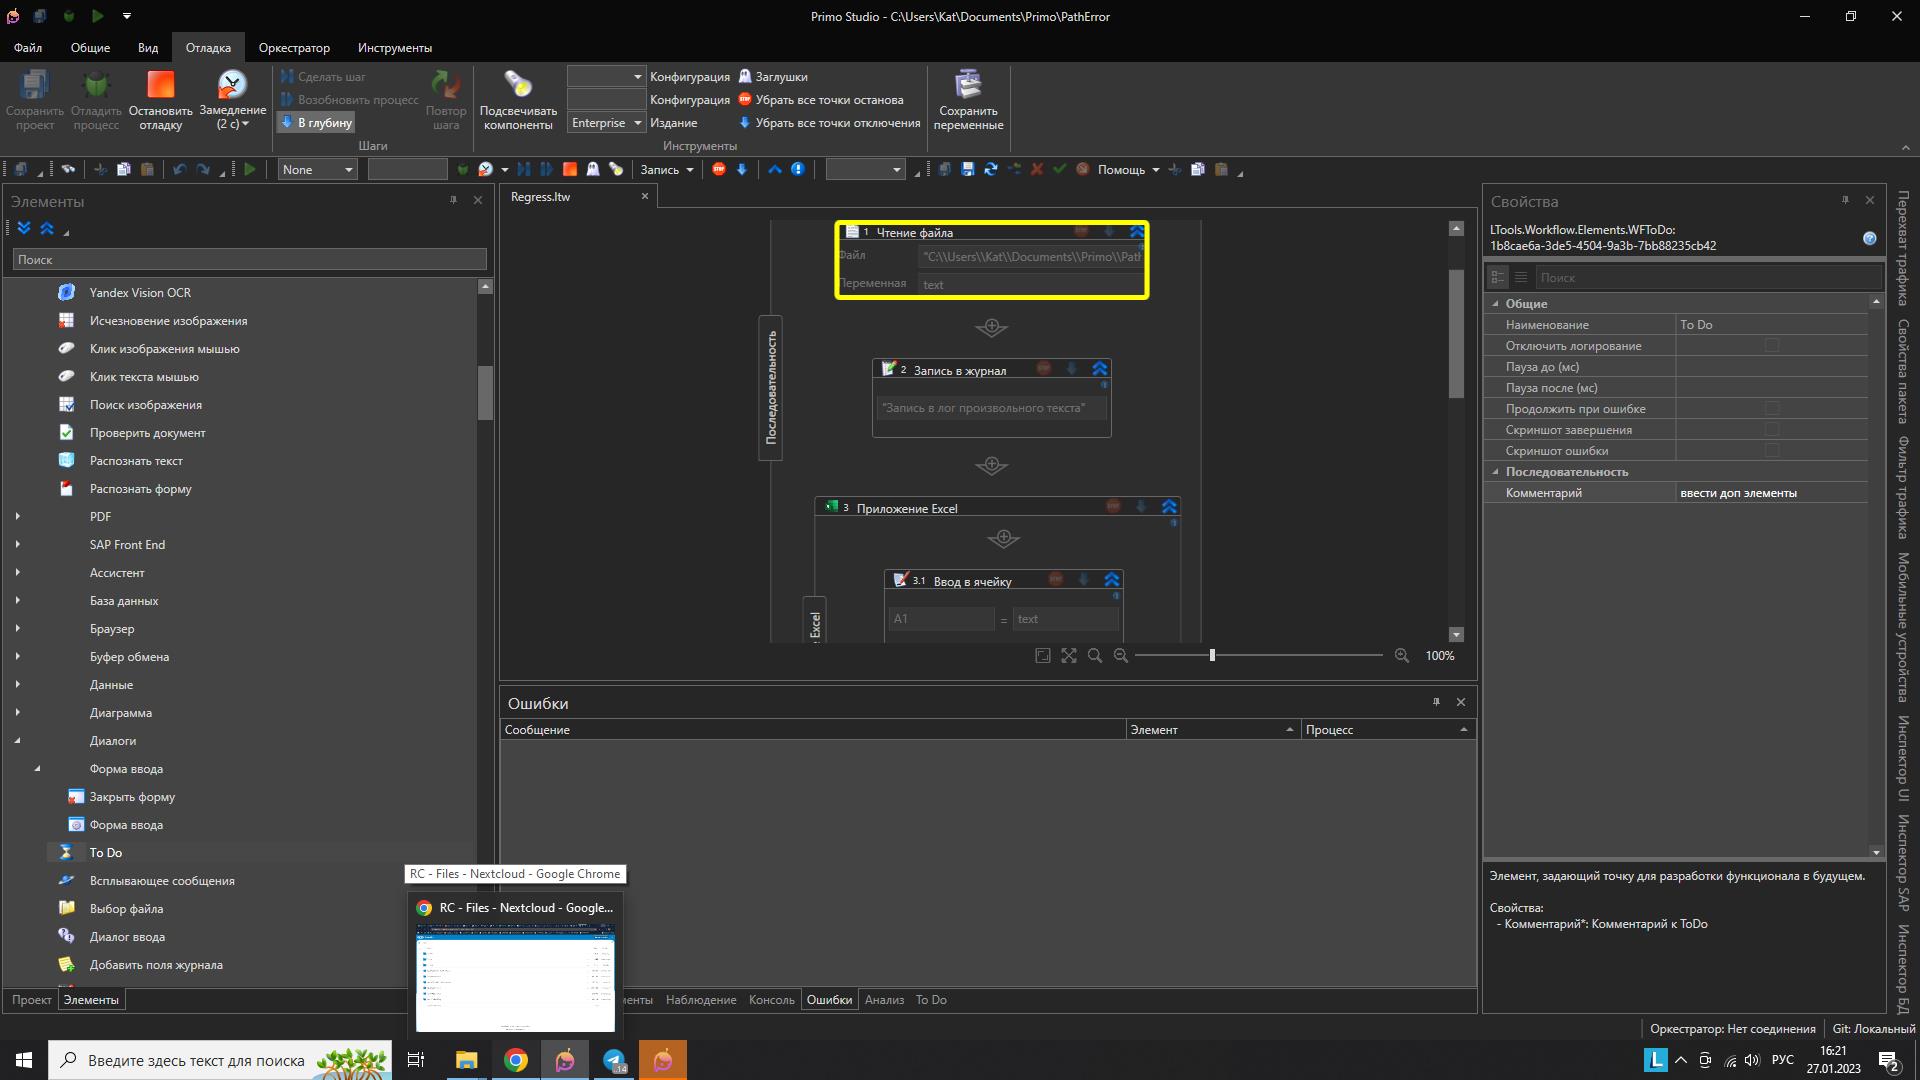 Primo Studio - C:\Users\Kat\Documents\Primo\PathError
Файл
Общие
Вид
Отладка
Оркестратор
Инструменты
Сохранить проект
Отладить процесс
Остановить отладку
Замедление (2 с)
Сделать шаг
Возобновить процесс
В глубину
Повтор шага
Шаги
Подсвечивать компоненты
Конфигурация
Конфигурация
Enterprise
Издание
Заглушки
Убрать все точки останова
Убрать все точки отключения
Инструменты
Сохранить переменные
None
Запись
Помощь
Элементы
Поиск
Yandex Vision OCR
Исчезновение изображения
Клик изображения мышью
Клик текста мышью
Поиск изображения
Проверить документ
Распознать текст
Распознать форму
PDF
SAP Front End
Ассистент
База данных
Браузер
Буфер обмена
Данные
Диаграмма
Диалоги
Форма ввода
Закрыть форму
Форма ввода
To Do
Всплывающее сообщения
Выбор файла
Диалог ввода
Добавить поля журнала
Проект
Элементы
Regress.ltw
1 Чтение файла
Файл
"C:\\Users\\Kat\\Documents\\Primo\\Path
Переменная
text
Последовательность
2 Запись в журнал
"Запись в лог произвольного текста"
3 Приложение Excel
3.1 Ввод в ячейку
A1 = text
е Excel
100%
Ошибки
Сообщение
Элемент
Процесс
RC - Files - Nextcloud - Google Chrome
RC - Files - Nextcloud - Google...
менты
Наблюдение
Консоль
Ошибки
Анализ
To Do
Свойства
LTools.Workflow.Elements.WFToDo:
1b8cae6a-3de5-4504-9a3b-7bb88235cb42
Поиск
Общие
Наименование
To Do
Отключить логирование
Пауза до (мс)
Пауза после (мс)
Продолжить при ошибке
Скриншот завершения
Скриншот ошибки
Последовательность
Комментарий
ввести доп элементы
Элемент, задающий точку для разработки функционала в будущем.
Свойства:
- Комментарий*: Комментарий к ToDo
Перехват трафика
Свойства пакета
Фильтр трафика
Мобильные устройства
Инспектор UI
Инспектор SAP
Инспектор БД
Оркестратор: Нет соединения
Git: Локальный
Введите здесь текст для поиска
14
L
РУС
16:21
27.01.2023
2